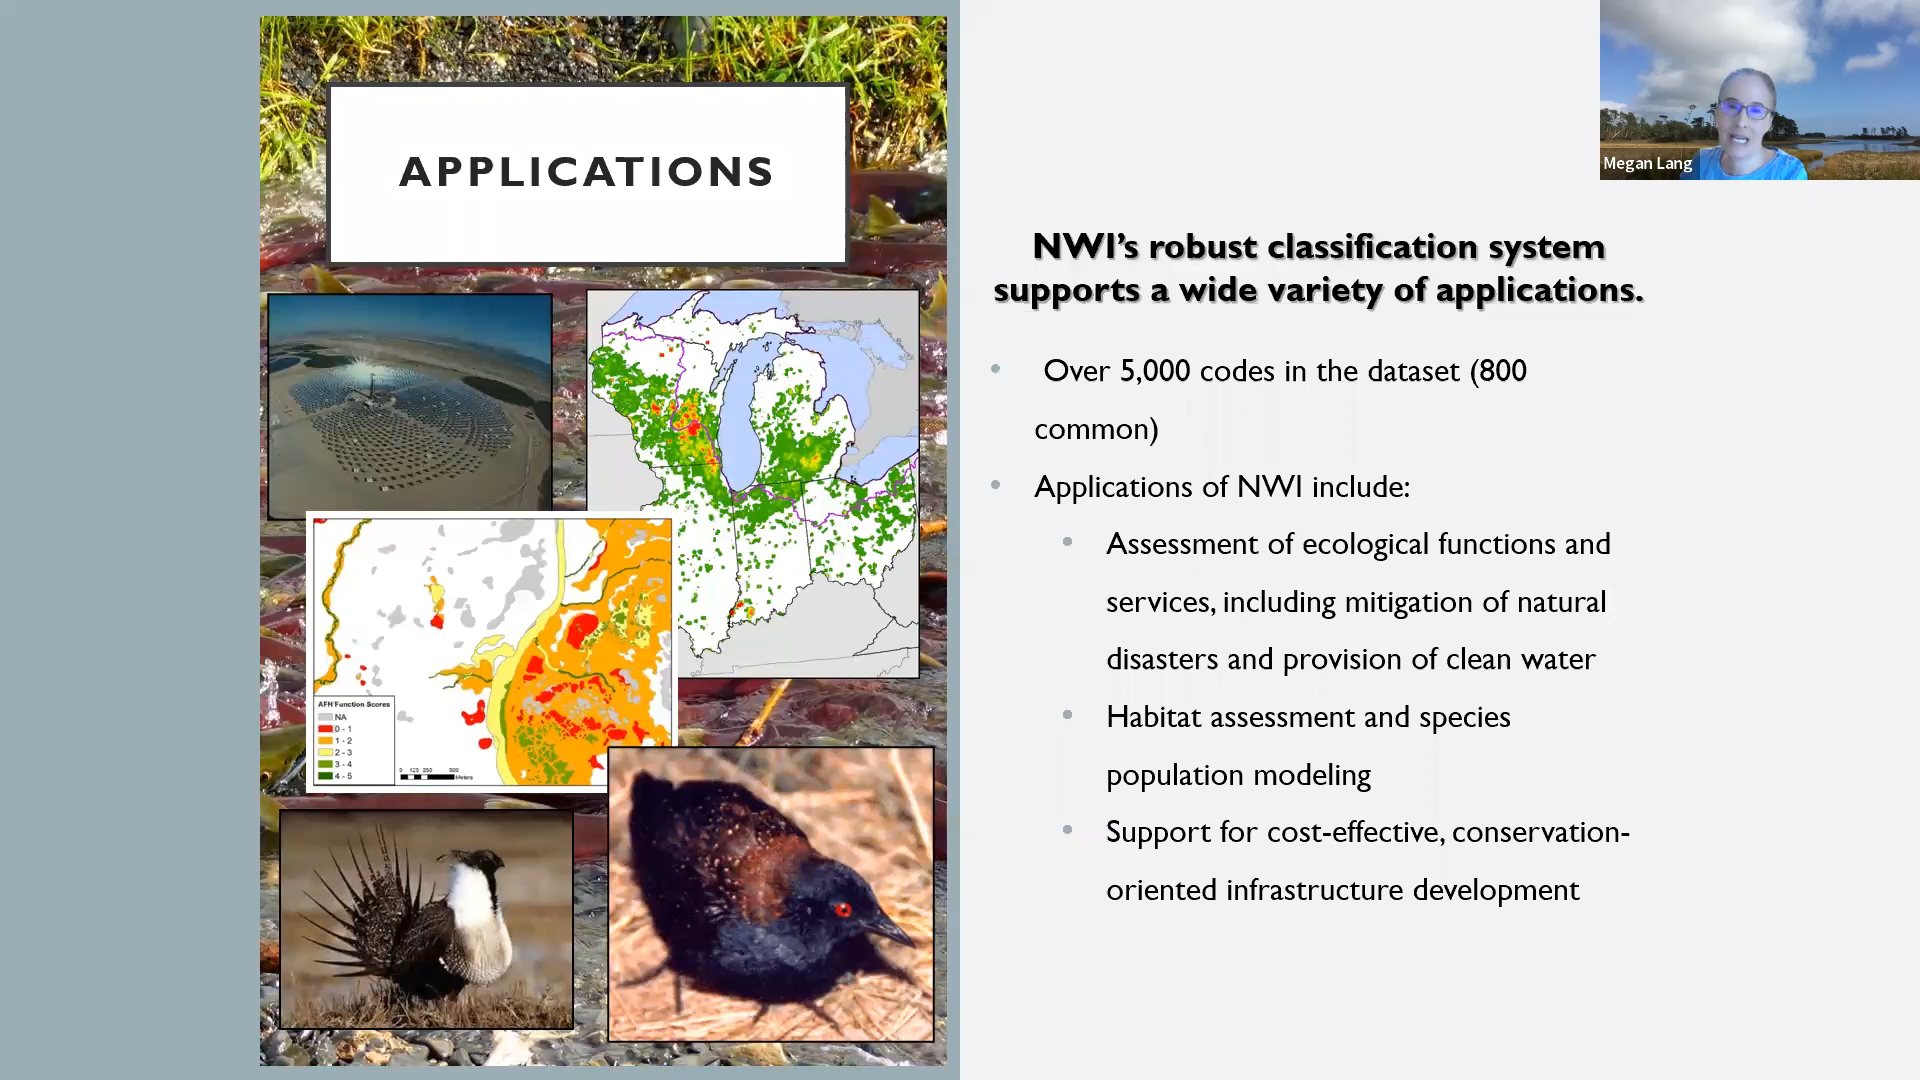 APPLICATIONS
Megan Lang
NWI’s robust classification system
supports a wide variety of applications.
Over 5,000 codes in the dataset (800
common)
Applications of NWI include:
Assessment of ecological functions and
services, including mitigation of natural
disasters and provision of clean water
Habitat assessment and species
population modeling
Support for cost-effective, conservation-
oriented infrastructure development
AFH Function Scores
NA
0 - 1
1 - 2
2 - 3
3 - 4
4 - 5
Meters